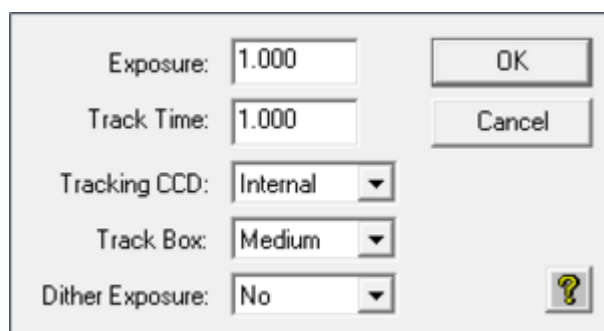 Exposure: 1.000 OK
Track Time: 1.000 Cancel
Tracking CCD: Internal
Track Box: Medium
Dither Exposure: No ?